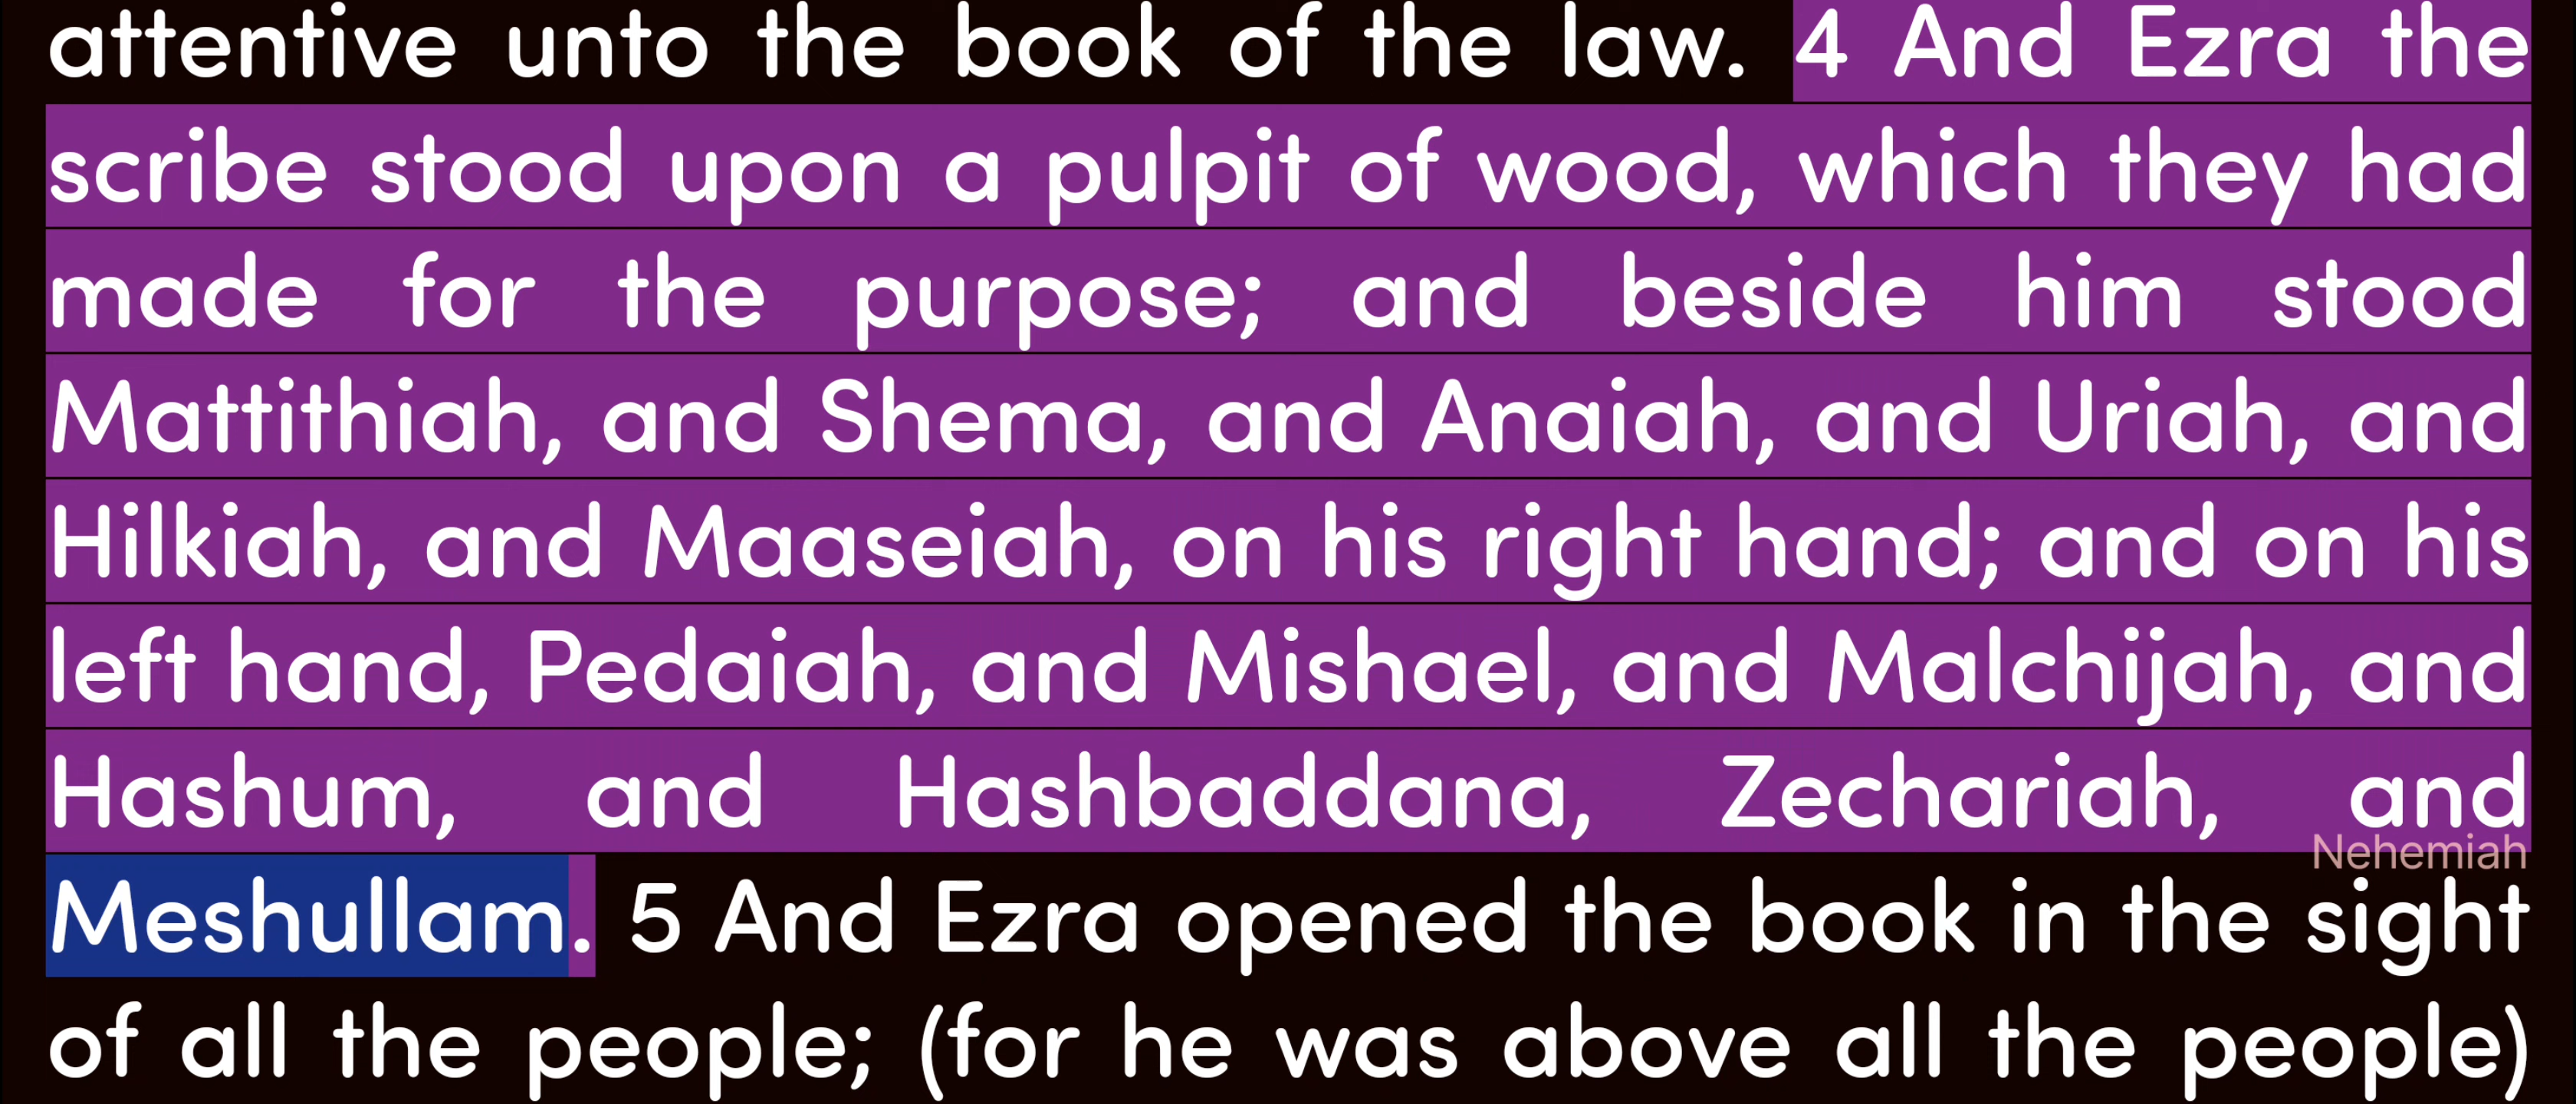 attentive unto the book of the law. 4 And Ezra the
scribe stood upon a pulpit of wood, which they had
made for the purpose; and beside him stood
Mattithiah, and Shema, and Anaiah, and Uriah, and
Hilkiah, and Maaseiah, on his right hand; and on his
left hand, Pedaiah, and Mishael, and Malchijah, and
Hashum, and Hashbaddana, Zechariah, and
Nehemiah
Meshullam. 5 And Ezra opened the book in the sight
of all the people; (for he was above all the people)